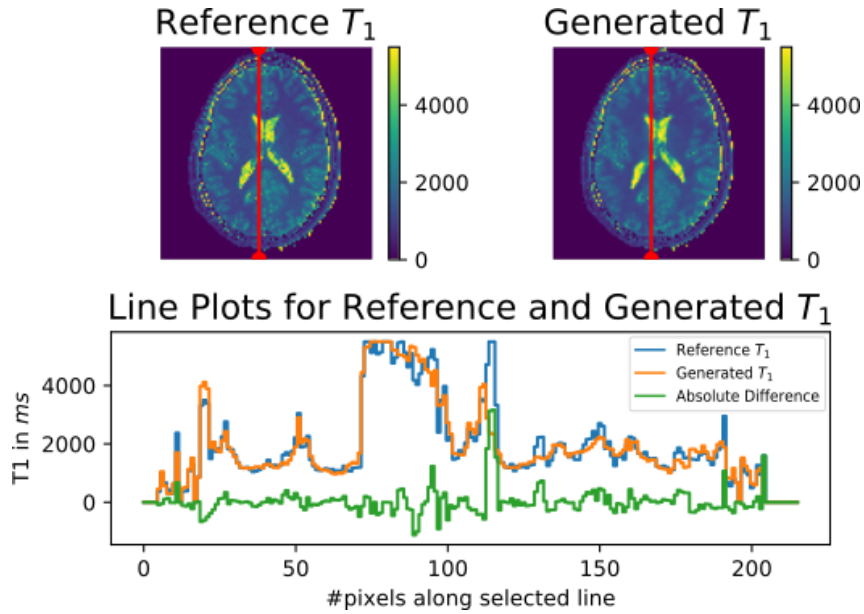 Reference T₁
Generated T₁
4000
2000
0
4000
2000
0
Line Plots for Reference and Generated T₁
T1 in ms
4000
2000
0
Reference T₁
Generated T₁
Absolute Difference
0
50
100
150
200
#pixels along selected line